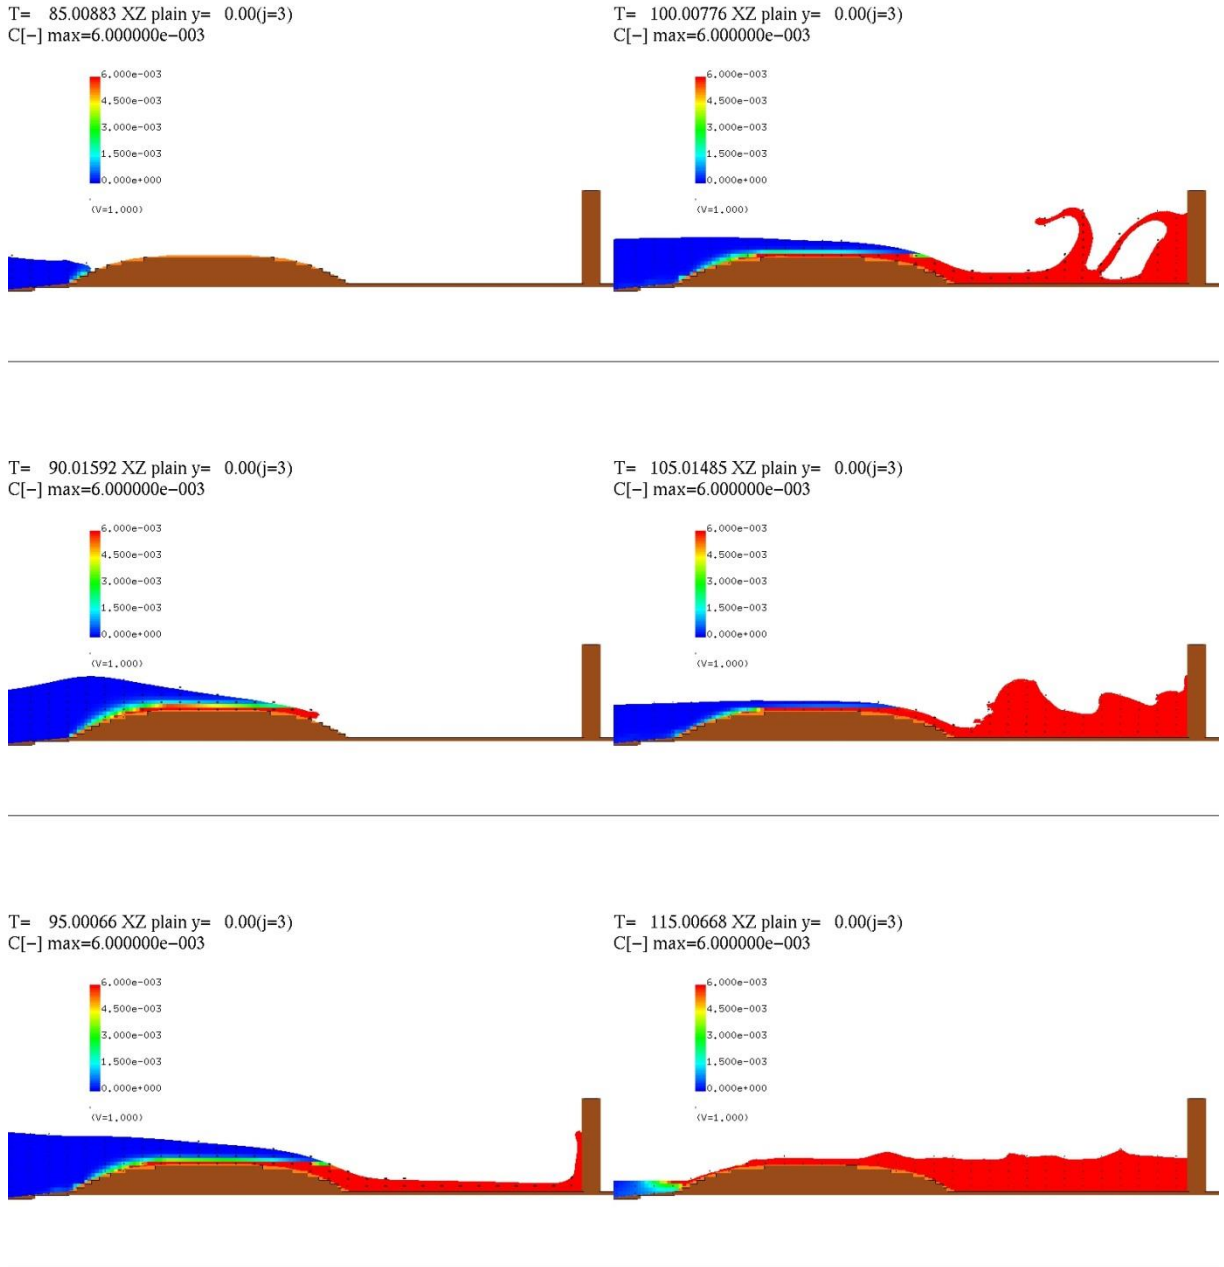 T=   85.00883 XZ plain y=   0.00(j=3)
C[−] max=6.000000e−003
6.000e-003
4.500e-003
3.000e-003
1.500e-003
0.000e+000
(V=1.000)
T=   100.00776 XZ plain y=   0.00(j=3)
C[−] max=6.000000e−003
6.000e-003
4.500e-003
3.000e-003
1.500e-003
0.000e+000
(V=1.000)
T=   90.01592 XZ plain y=   0.00(j=3)
C[−] max=6.000000e−003
6.000e-003
4.500e-003
3.000e-003
1.500e-003
0.000e+000
(V=1.000)
T=   105.01485 XZ plain y=   0.00(j=3)
C[−] max=6.000000e−003
6.000e-003
4.500e-003
3.000e-003
1.500e-003
0.000e+000
(V=1.000)
T=   95.00066 XZ plain y=   0.00(j=3)
C[−] max=6.000000e−003
6.000e-003
4.500e-003
3.000e-003
1.500e-003
0.000e+000
(V=1.000)
T=   115.00668 XZ plain y=   0.00(j=3)
C[−] max=6.000000e−003
6.000e-003
4.500e-003
3.000e-003
1.500e-003
0.000e+000
(V=1.000)